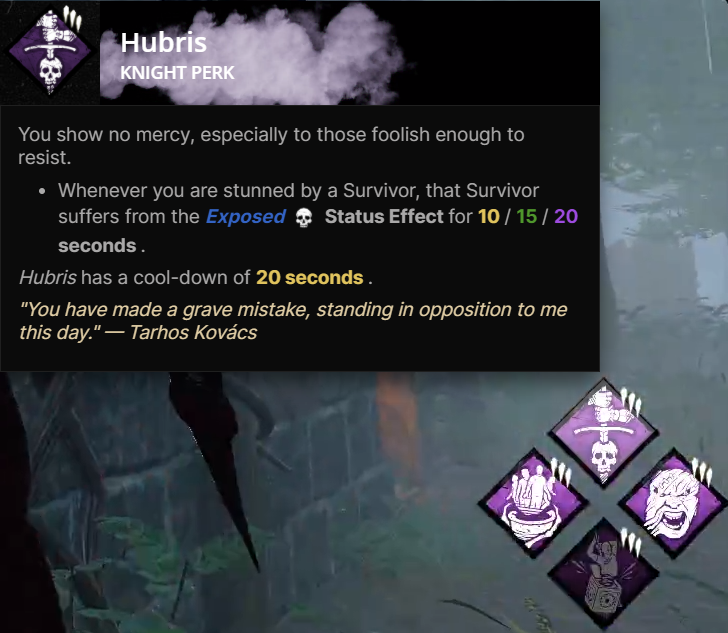 Hubris
KNIGHT PERK
You show no mercy, especially to those foolish enough to
resist.
• Whenever you are stunned by a Survivor, that Survivor
suffers from the Exposed 💀 Status Effect for 10 / 15 / 20
seconds .
Hubris has a cool-down of 20 seconds .
"You have made a grave mistake, standing in opposition to me
this day." — Tarhos Kovács